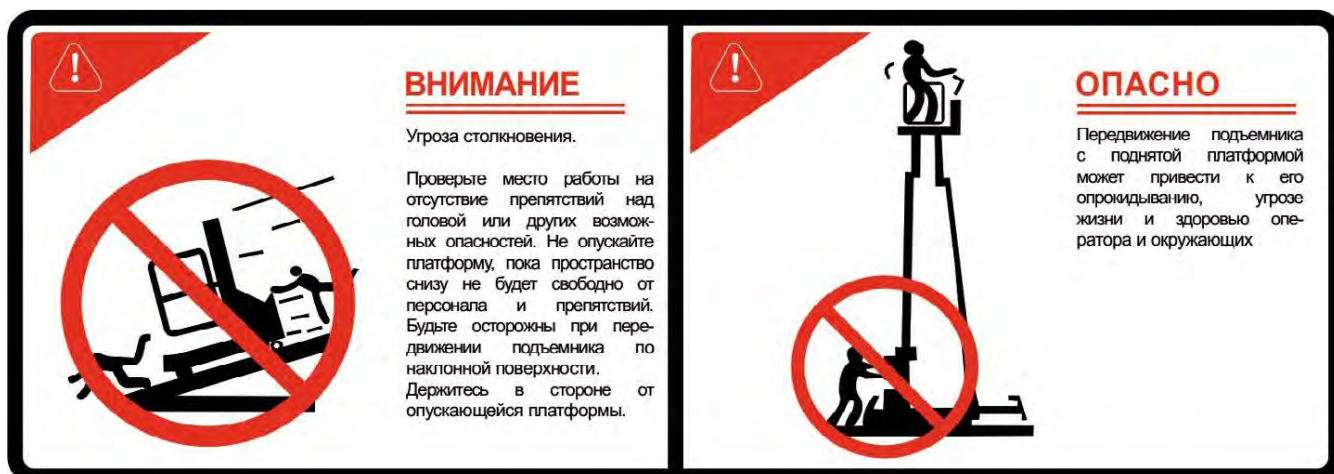 ВНИМАНИЕ
Угроза столкновения.
Проверьте место работы на
отсутствие препятствий над
головой или других возмож-
ных опасностей. Не опускайте
платформу, пока пространство
снизу не будет свободно от
персонала и препятствий.
Будьте осторожны при пере-
движении подъемника по
наклонной поверхности.
Держитесь в стороне от
опускающейся платформы.
ОПАСНО
Передвижение подъемника
с поднятой платформой
может привести к его
опрокидыванию, угрозе
жизни и здоровью опе-
ратора и окружающих